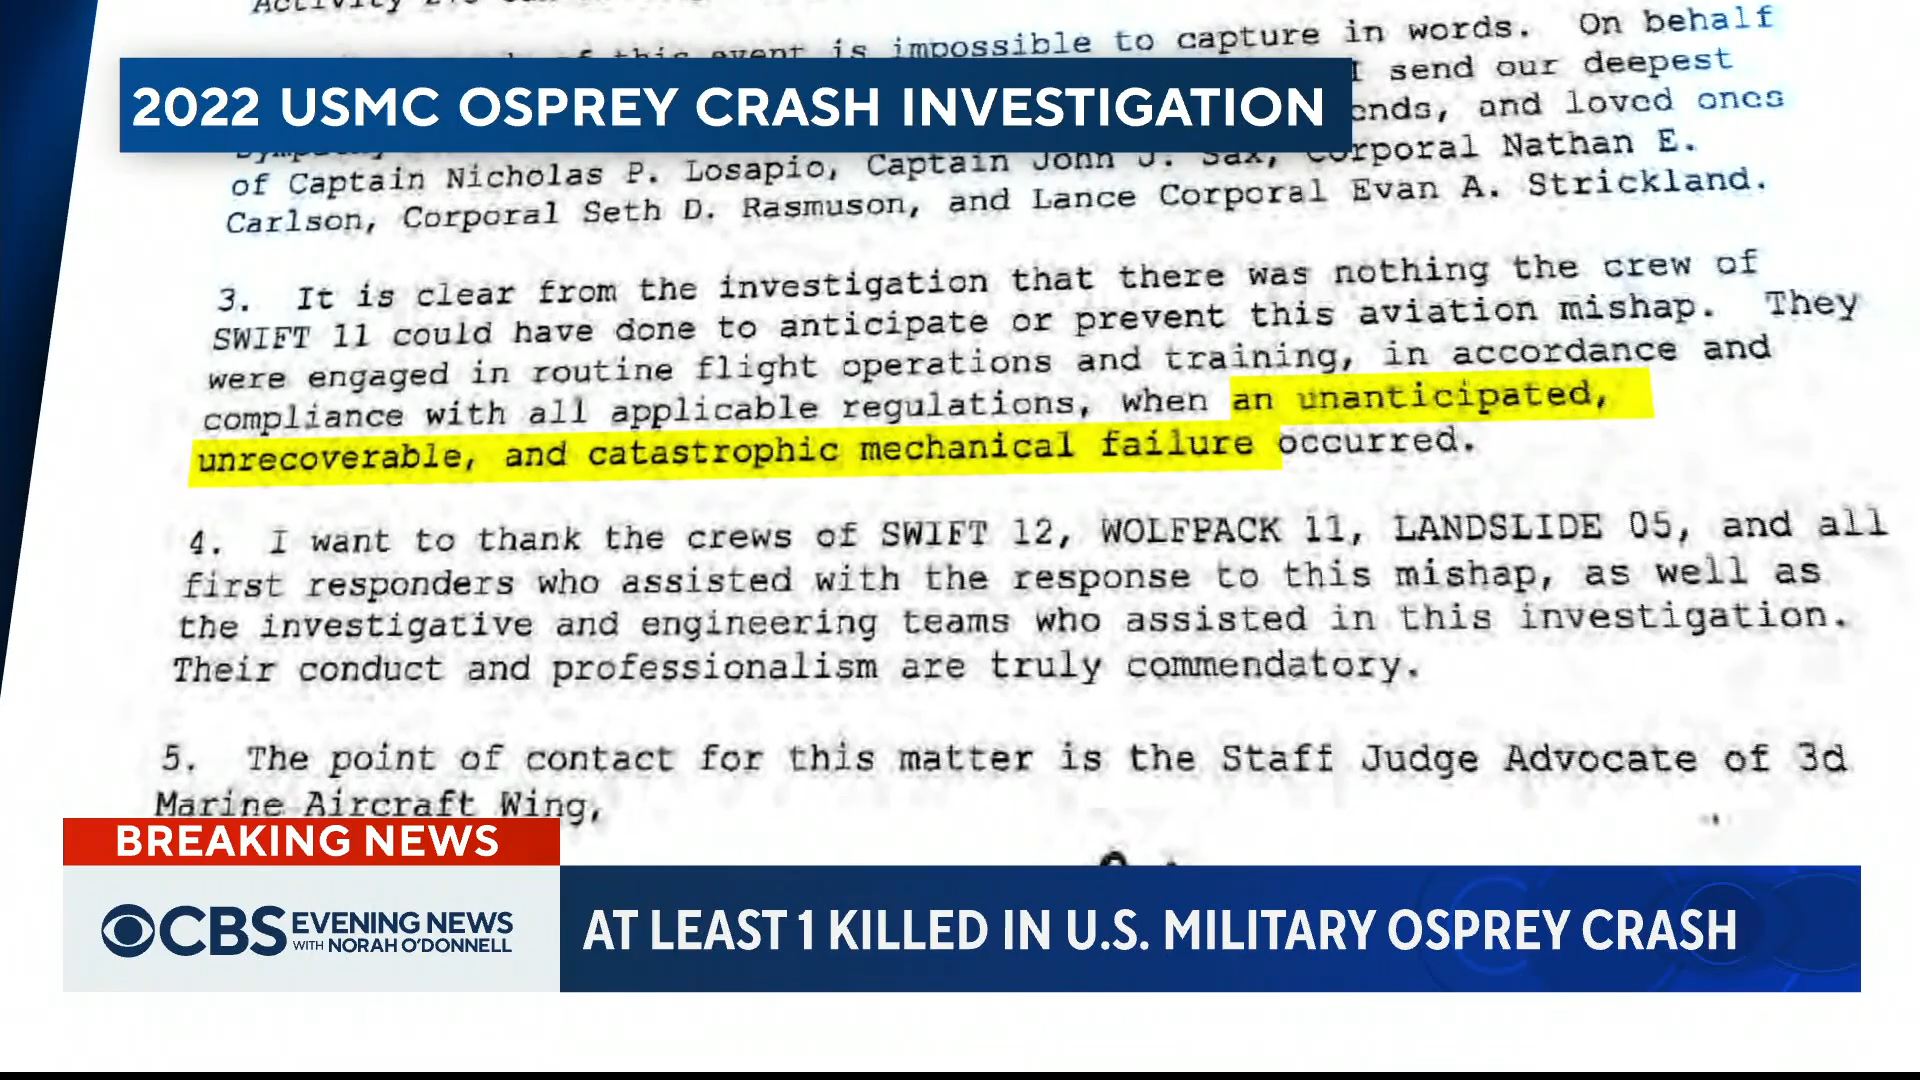 2022 USMC OSPREY CRASH INVESTIGATION
of this event is impossible to capture in words. On behalf
I send our deepest
ends, and loved ones
of Captain Nicholas P. Losapio, Captain John J. Sax, Corporal Nathan E.
Carlson, Corporal Seth D. Rasmuson, and Lance Corporal Evan A. Strickland.
3. It is clear from the investigation that there was nothing the crew of
SWIFT 11 could have done to anticipate or prevent this aviation mishap. They
were engaged in routine flight operations and training, in accordance and
compliance with all applicable regulations, when an unanticipated,
unrecoverable, and catastrophic mechanical failure occurred.
4. I want to thank the crews of SWIFT 12, WOLFPACK 11, LANDSLIDE 05, and all
first responders who assisted with the response to this mishap, as well as
the investigative and engineering teams who assisted in this investigation.
Their conduct and professionalism are truly commendatory.
5. The point of contact for this matter is the Staff Judge Advocate of 3d
Marine Aircraft Wing,
BREAKING NEWS
CBS EVENING NEWS
WITH NORAH O'DONNELL
AT LEAST 1 KILLED IN U.S. MILITARY OSPREY CRASH